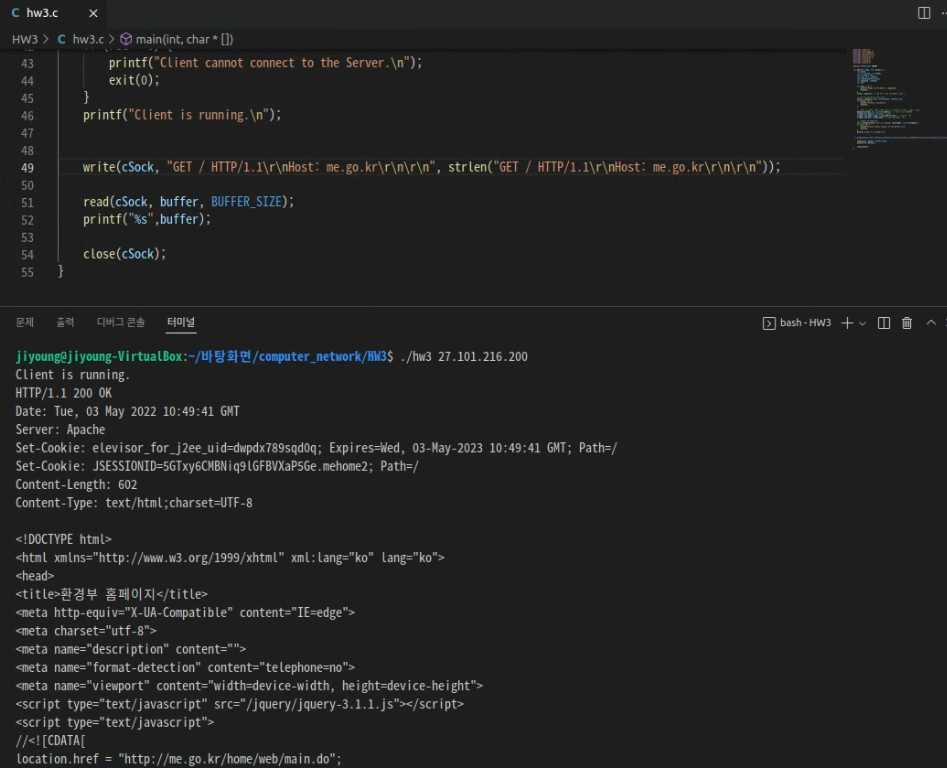 hw3.c
HW3 > C hw3.c > main(int, char * [])
43 printf("Client cannot connect to the Server.\n");
44 exit(0);
45 }
46 printf("Client is running.\n");
47
48
49 write(cSock, "GET / HTTP/1.1\r\nHost: me.go.kr\r\n\r\n", strlen("GET / HTTP/1.1\r\nHost: me.go.kr\r\n\r\n"));
50
51 read(cSock, buffer, BUFFER_SIZE);
52 printf("%s",buffer);
53
54 close(cSock);
55 }
문제 출력 디버그 콘솔 터미널 bash - HW3
jiyoung@jiyoung-VirtualBox:~/바탕화면/computer_network/HW3$ ./hw3 27.101.216.200
Client is running.
HTTP/1.1 200 OK
Date: Tue, 03 May 2022 10:49:41 GMT
Server: Apache
Set-Cookie: elevisor_for_j2ee_uid=dwpdx789sqd0q; Expires=Wed, 03-May-2023 10:49:41 GMT; Path=/
Set-Cookie: JSESSIONID=5GTxy6CMBNiq9lGFBVXaP5Ge.mehome2; Path=/
Content-Length: 602
Content-Type: text/html;charset=UTF-8
<!DOCTYPE html>
<html xmlns="http://www.w3.org/1999/xhtml" xml:lang="ko" lang="ko">
<head>
<title>환경부 홈페이지</title>
<meta http-equiv="X-UA-Compatible" content="IE=edge">
<meta charset="utf-8">
<meta name="description" content="">
<meta name="format-detection" content="telephone=no">
<meta name="viewport" content="width=device-width, height=device-height">
<script type="text/javascript" src="/jquery/jquery-3.1.1.js"></script>
<script type="text/javascript">
//<![CDATA[
location.href = "http://me.go.kr/home/web/main.do";